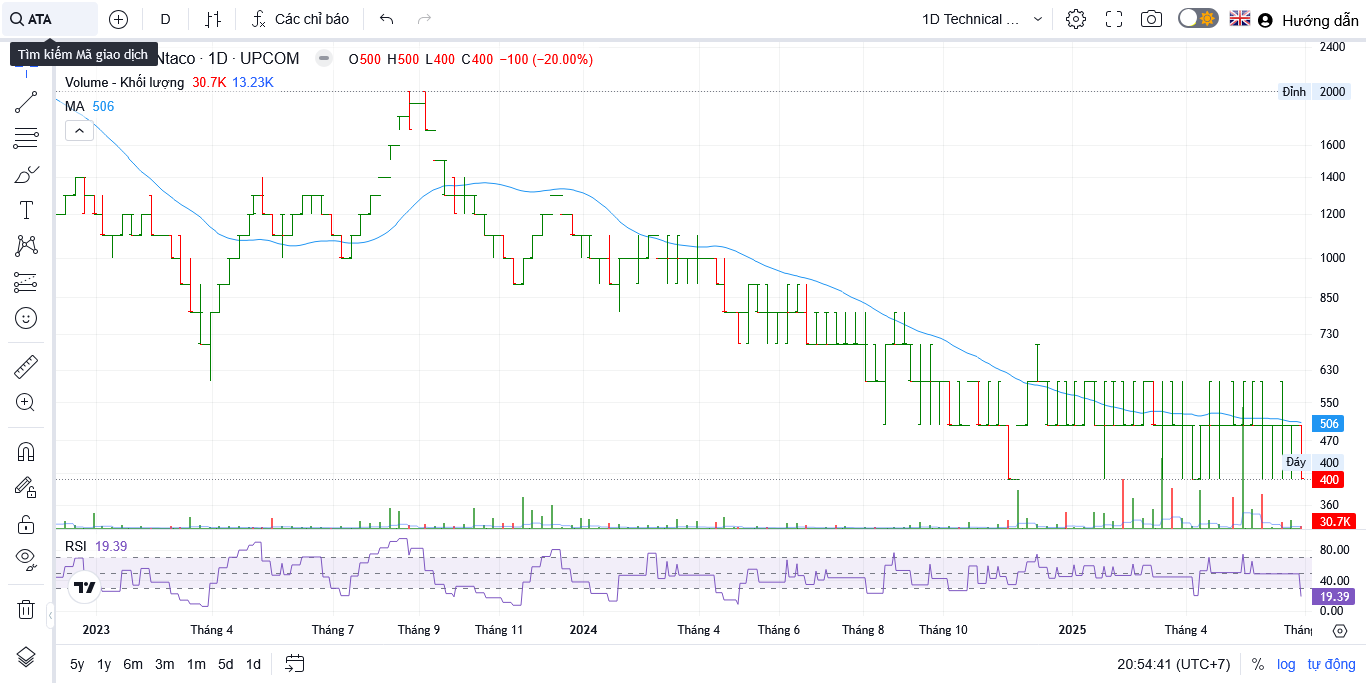 ATA
D
Các chỉ báo
1D Technical ...
Hướng dẫn
Tìm kiếm Mã giao dịch
Ntaco · 1D · UPCOM
O500 H500 L400 C400 −100 (−20.00%)
Volume - Khối lượng 30.7K 13.23K
MA 506
2400
Đỉnh 2000
1600
1400
1200
1000
850
730
630
550
506
470
Đáy 400
400
360
30.7K
RSI 19.39
80.00
40.00
19.39
0.00
2023 Tháng 4 Tháng 7 Tháng 9 Tháng 11 2024 Tháng 4 Tháng 6 Tháng 8 Tháng 10 2025 Tháng 4
5y 1y 6m 3m 1m 5d 1d
20:54:41 (UTC+7) % log tự động